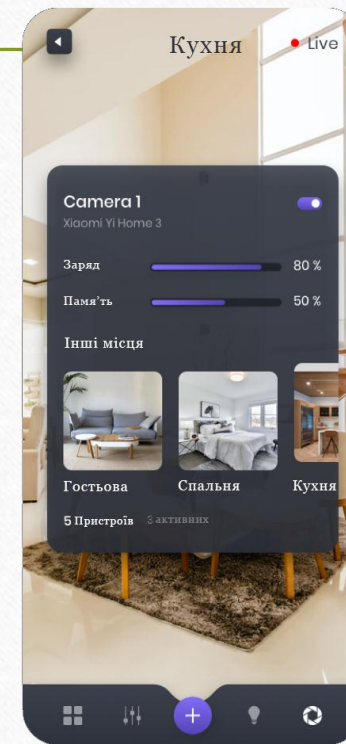 Кухня
Live
Camera 1
Xiaomi Yi Home 3
Заряд 80 %
Памя'ть 50 %
Інші місця
Гостьова Спальня Кухня
5 Пристроїв 3 активних